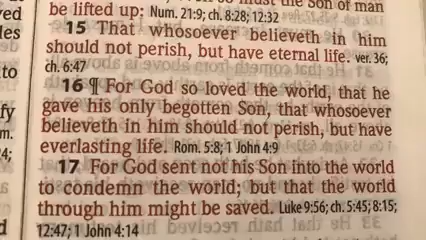 be lifted up; Num. 21:9; ch. 8:28; 12:32
15 That whosoever believeth in him
should not perish, but have eternal life. ver. 36;
ch. 6:47
16 ¶ For God so loved the world, that he
gave his only begotten Son, that whosoever
believeth in him should not perish, but have
everlasting life. Rom. 5:8; 1 John 4:9
17 For God sent not his Son into the world
to condemn the world; but that the world
through him might be saved. Luke 9:56; ch. 5:45; 8:15;
12:47; 1 John 4:14